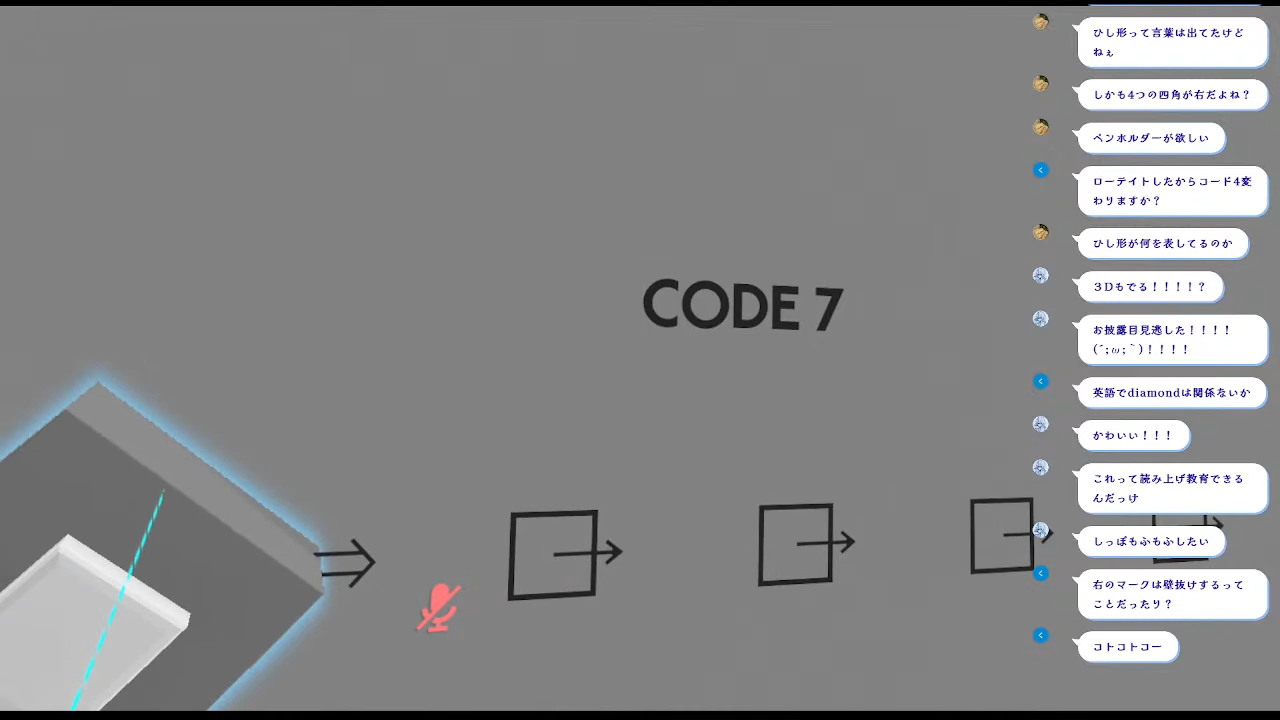 CODE 7
ひし形って言葉は出てたけど
ねぇ
しかも4つの四角が右だよね?
ペンホルダーが欲しい
ローテイトしたからコード4変
わりますか?
ひし形が何を表してるのか
3Dもでる!!!!?
お披露目見逃した!!!!
(´;ω;`)!!!!
英語でdiamondは関係ないか
かわいい!!!
これって読み上げ教育できる
んだっけ
しっぽもふもふしたい
右のマークは壁抜けするって
ことだったり?
コトコトコー